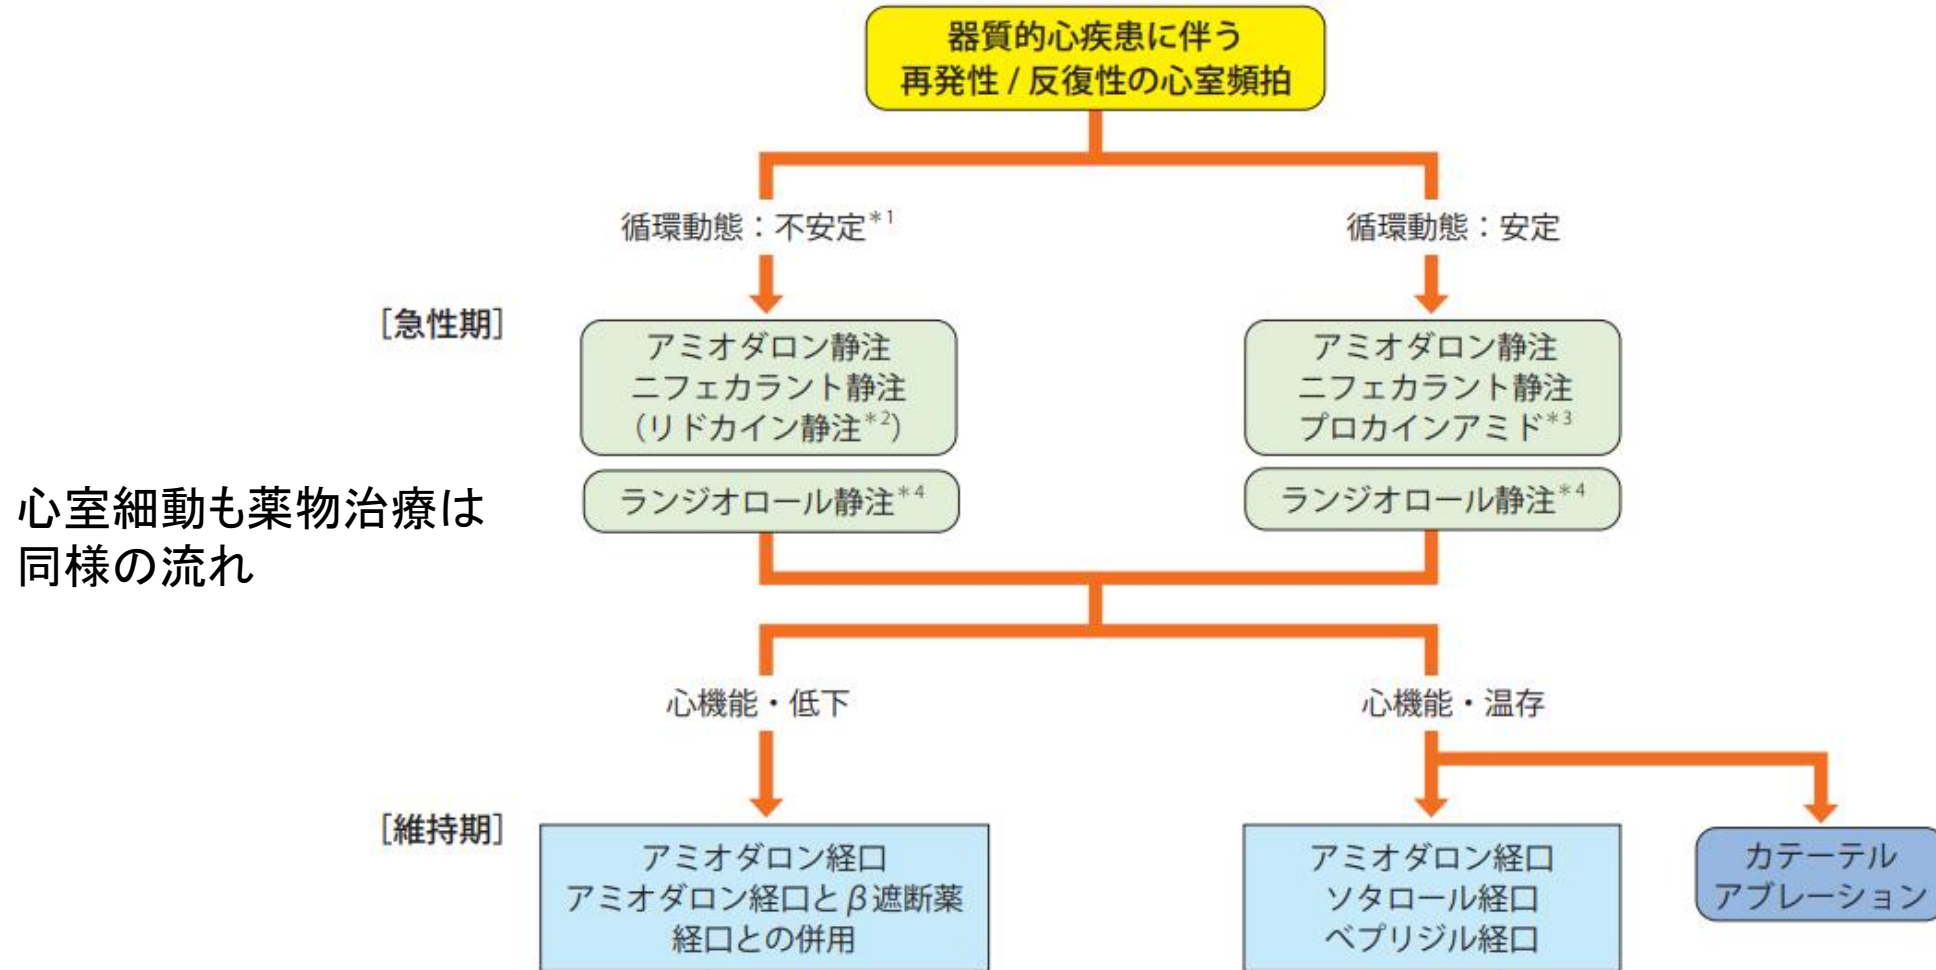 器質的心疾患に伴う
再発性 / 反復性の心室頻拍
循環動態：不安定*1
循環動態：安定
［急性期］
アミオダロン静注
ニフェカラント静注
（リドカイン静注*2）
アミオダロン静注
ニフェカラント静注
プロカインアミド*3
ランジオロール静注*4
ランジオロール静注*4
心室細動も薬物治療は
同様の流れ
心機能・低下
心機能・温存
［維持期］
アミオダロン経口
アミオダロン経口とβ遮断薬
経口との併用
アミオダロン経口
ソタロール経口
ベプリジル経口
カテーテル
アブレーション